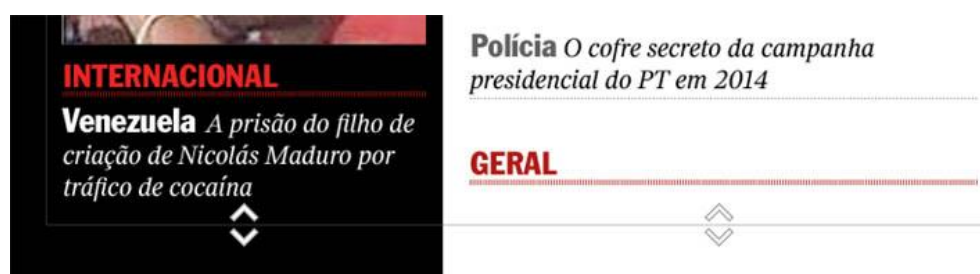 INTERNACIONAL
Venezuela A prisão do filho de
criação de Nicolás Maduro por
tráfico de cocaína
Polícia O cofre secreto da campanha
presidencial do PT em 2014
GERAL